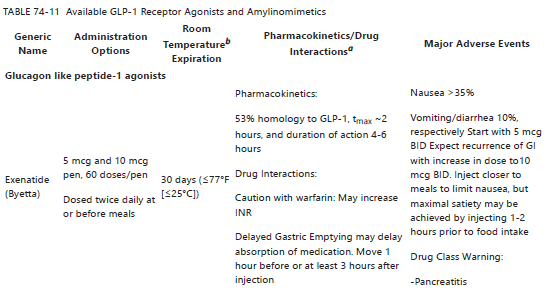 TABLE 74-11 Available GLP-1 Receptor Agonists and Amylinomimetics
Generic Name
Administration Options
Room Temperatureb Expiration
Pharmacokinetics/Drug Interactionsa
Major Adverse Events
Glucagon like peptide-1 agonists
Exenatide
(Byetta)
5 mcg and 10 mcg
pen, 60 doses/pen
Dosed twice daily at
or before meals
30 days (≤77°F
[≤25°C])
Pharmacokinetics:
53% homology to GLP-1, tmax ~2
hours, and duration of action 4-6
hours
Drug Interactions:
Caution with warfarin: May increase
INR
Delayed Gastric Emptying may delay
absorption of medication. Move 1
hour before or at least 3 hours after
injection
Nausea >35%
Vomiting/diarrhea 10%,
respectively Start with 5 mcg
BID Expect recurrence of GI
with increase in dose to10
mcg BID. Inject closer to
meals to limit nausea, but
maximal satiety may be
achieved by injecting 1-2
hours prior to food intake
Drug Class Warning:
-Pancreatitis